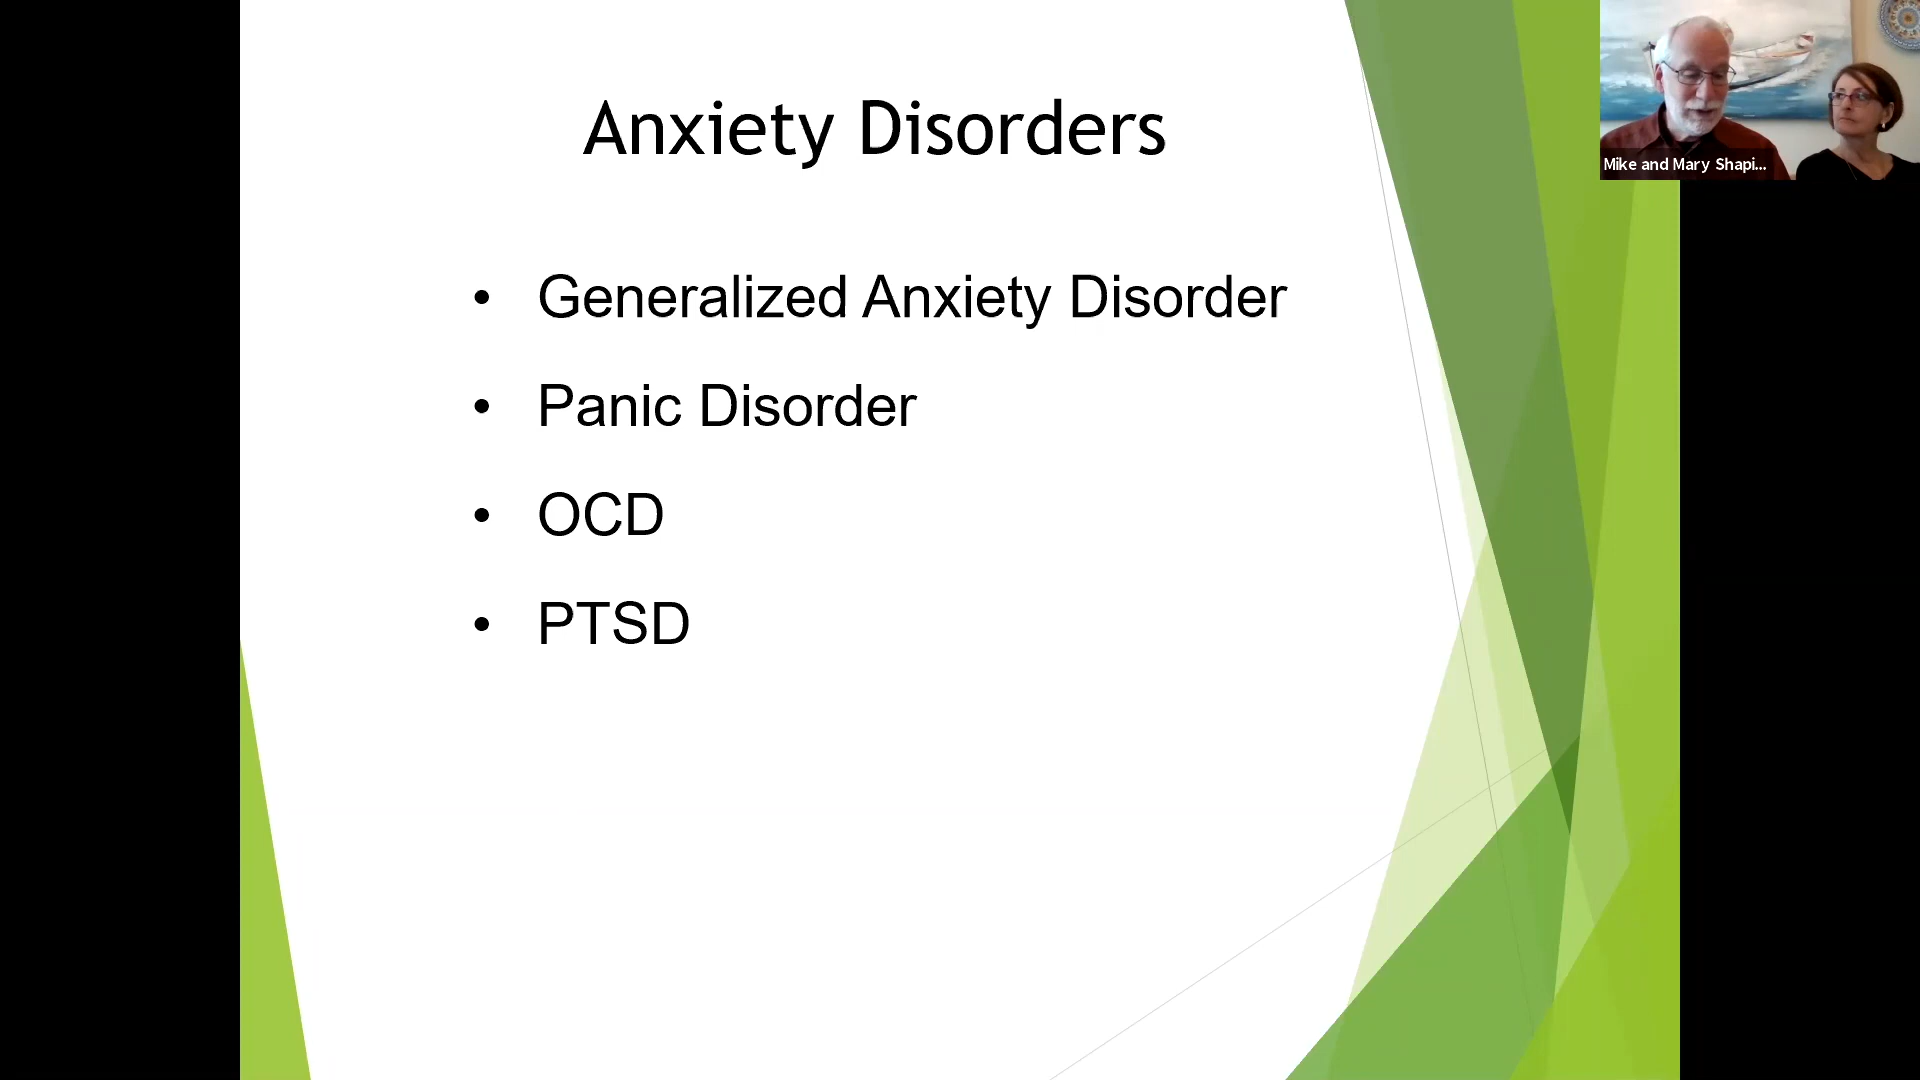 Anxiety Disorders
• Generalized Anxiety Disorder
• Panic Disorder
• OCD
• PTSD
Mike and Mary Shapi...